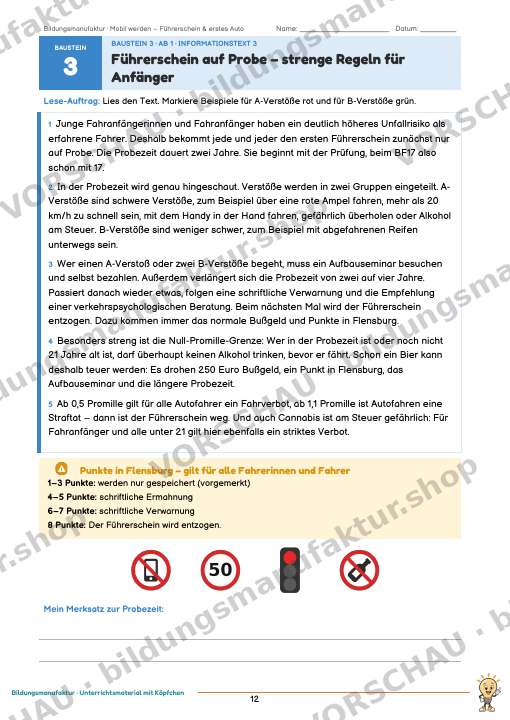 Bildungsmanufaktur · Mobil werden – Führerschein & erstes Auto Name: Datum:
BAUSTEIN
3
BAUSTEIN 3 · AB 1 · INFORMATIONSTEXT 3
Führerschein auf Probe – strenge Regeln für
Anfänger
Lese-Auftrag: Lies den Text. Markiere Beispiele für A-Verstöße rot und für B-Verstöße grün.
1 Junge Fahranfängerinnen und Fahranfänger haben ein deutlich höheres Unfallrisiko als
erfahrene Fahrer. Deshalb bekommt jede und jeder den ersten Führerschein zunächst nur
auf Probe. Die Probezeit dauert zwei Jahre. Sie beginnt mit der Prüfung, beim BF17 also
schon mit 17.
2 In der Probezeit wird genau hingeschaut. Verstöße werden in zwei Gruppen eingeteilt. A-
Verstöße sind schwere Verstöße, zum Beispiel über eine rote Ampel fahren, mehr als 20
km/h zu schnell sein, mit dem Handy in der Hand fahren, gefährlich überholen oder Alkohol
am Steuer. B-Verstöße sind weniger schwer, zum Beispiel mit abgefahrenen Reifen
unterwegs sein.
3 Wer einen A-Verstoß oder zwei B-Verstöße begeht, muss ein Aufbauseminar besuchen
und selbst bezahlen. Außerdem verlängert sich die Probezeit von zwei auf vier Jahre.
Passiert danach wieder etwas, folgen eine schriftliche Verwarnung und die Empfehlung
einer verkehrspsychologischen Beratung. Beim nächsten Mal wird der Führerschein
entzogen. Dazu kommen immer das normale Bußgeld und Punkte in Flensburg.
4 Besonders streng ist die Null-Promille-Grenze: Wer in der Probezeit ist oder noch nicht
21 Jahre alt ist, darf überhaupt keinen Alkohol trinken, bevor er fährt. Schon ein Bier kann
deshalb teuer werden: Es drohen 250 Euro Bußgeld, ein Punkt in Flensburg, das
Aufbauseminar und die längere Probezeit.
5 Ab 0,5 Promille gilt für alle Autofahrer ein Fahrverbot, ab 1,1 Promille ist Autofahren eine
Straftat – dann ist der Führerschein weg. Und auch Cannabis ist am Steuer gefährlich: Für
Fahranfänger und alle unter 21 gilt hier ebenfalls ein striktes Verbot.
Punkte in Flensburg – gilt für alle Fahrerinnen und Fahrer
1–3 Punkte: werden nur gespeichert (vorgemerkt)
4–5 Punkte: schriftliche Ermahnung
6–7 Punkte: schriftliche Verwarnung
8 Punkte: Der Führerschein wird entzogen.
50
Mein Merksatz zur Probezeit:
Bildungsmanufaktur · Unterrichtsmaterial mit Köpfchen
12
VORSCHAU · bildungsmanufaktur.shop